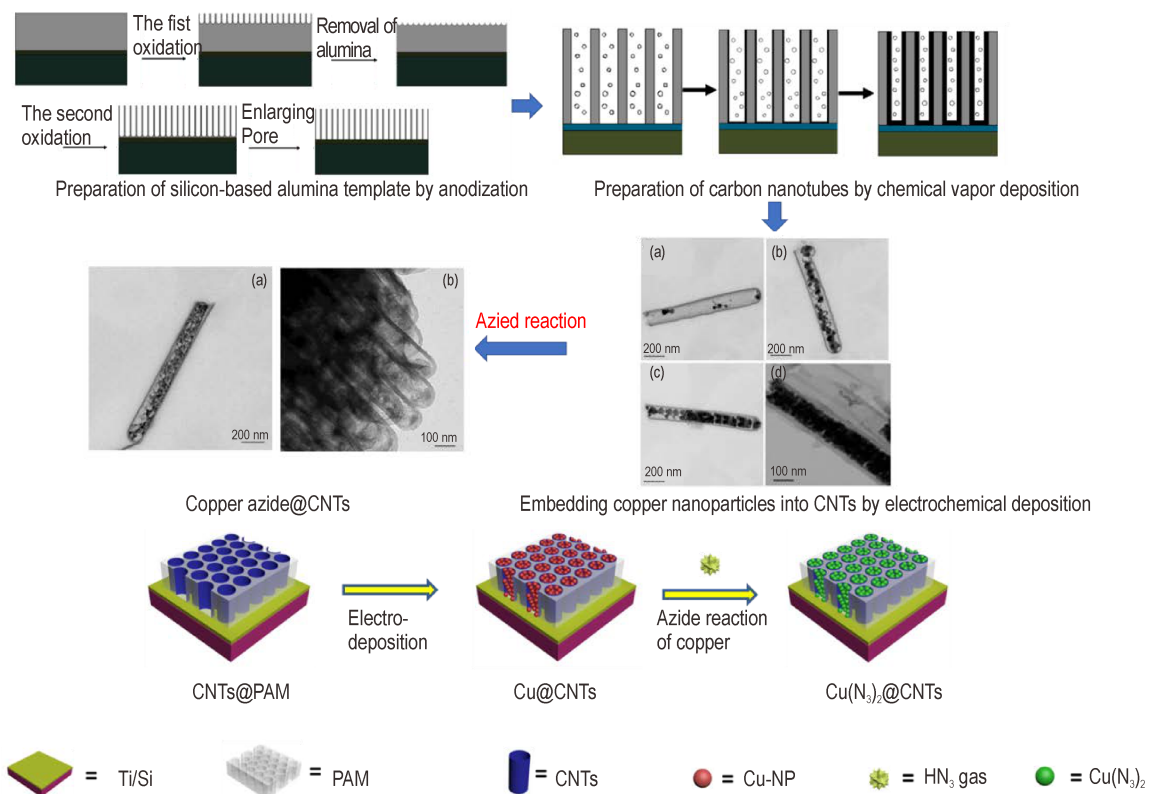 The fist
oxidation
Removal of
alumina
The second
oxidation
Enlarging
Pore
Preparation of silicon-based alumina template by anodization
Preparation of carbon nanotubes by chemical vapor deposition
(a)
(b)
200 nm
100 nm
Azied reaction
(a)
(b)
200 nm
200 nm
(c)
(d)
200 nm
100 nm
Copper azide@CNTs
Embedding copper nanoparticles into CNTs by electrochemical deposition
Electro-
deposition
Azide reaction
of copper
CNTs@PAM
Cu@CNTs
Cu(N₃)₂@CNTs
= Ti/Si
= PAM
= CNTs
= Cu-NP
= HN₃ gas
= Cu(N₃)₂